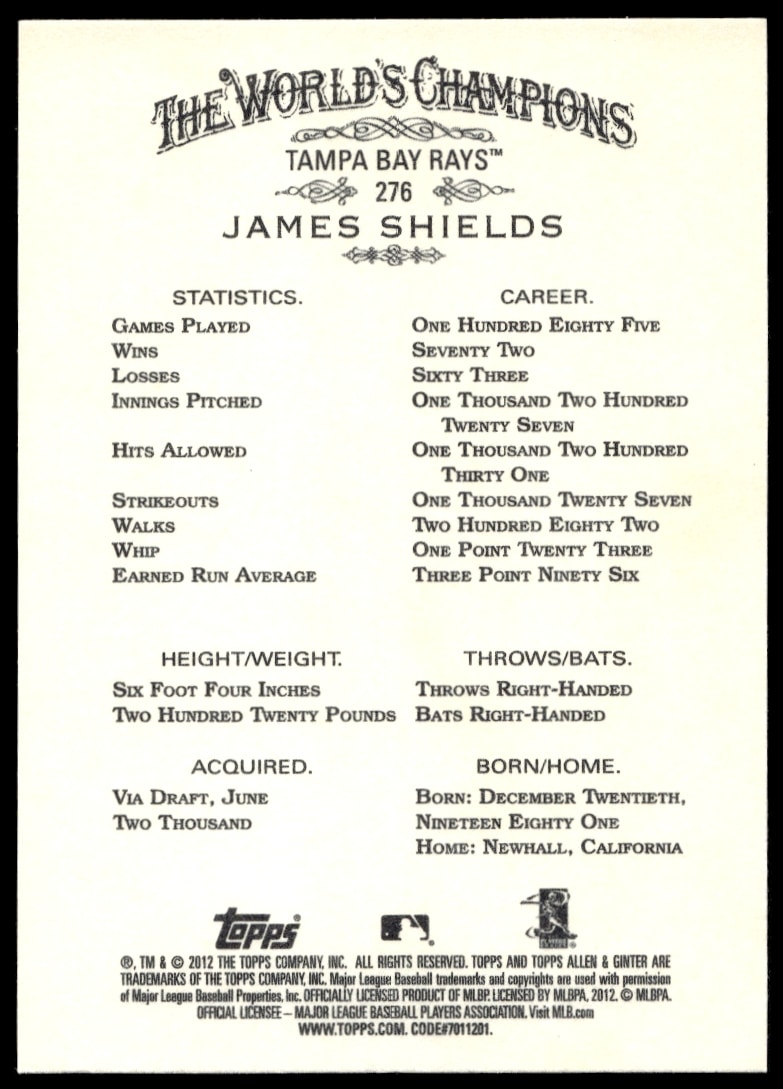 THE WORLD'S CHAMPIONS
TAMPA BAY RAYS™
276
JAMES SHIELDS
STATISTICS. CAREER.
GAMES PLAYED ONE HUNDRED EIGHTY FIVE
WINS SEVENTY TWO
LOSSES SIXTY THREE
INNINGS PITCHED ONE THOUSAND TWO HUNDRED
TWENTY SEVEN
HITS ALLOWED ONE THOUSAND TWO HUNDRED
THIRTY ONE
STRIKEOUTS ONE THOUSAND TWENTY SEVEN
WALKS TWO HUNDRED EIGHTY TWO
WHIP ONE POINT TWENTY THREE
EARNED RUN AVERAGE THREE POINT NINETY SIX
HEIGHT/WEIGHT.
SIX FOOT FOUR INCHES
TWO HUNDRED TWENTY POUNDS
THROWS/BATS.
THROWS RIGHT-HANDED
BATS RIGHT-HANDED
ACQUIRED.
VIA DRAFT, JUNE
TWO THOUSAND
BORN/HOME.
BORN: DECEMBER TWENTIETH,
NINETEEN EIGHTY ONE
HOME: NEWHALL, CALIFORNIA
TOPPS
®, TM & © 2012 THE TOPPS COMPANY, INC. ALL RIGHTS RESERVED. TOPPS AND TOPPS ALLEN & GINTER ARE
TRADEMARKS OF THE TOPPS COMPANY, INC. Major League Baseball trademarks and copyrights are used with permission
of Major League Baseball Properties, Inc. OFFICIALLY LICENSED PRODUCT OF MLBP. LICENSED BY MLBPA, 2012. © MLBPA.
OFFICIAL LICENSEE – MAJOR LEAGUE BASEBALL PLAYERS ASSOCIATION. Visit MLB.com
WWW.TOPPS.COM. CODE#7011201.